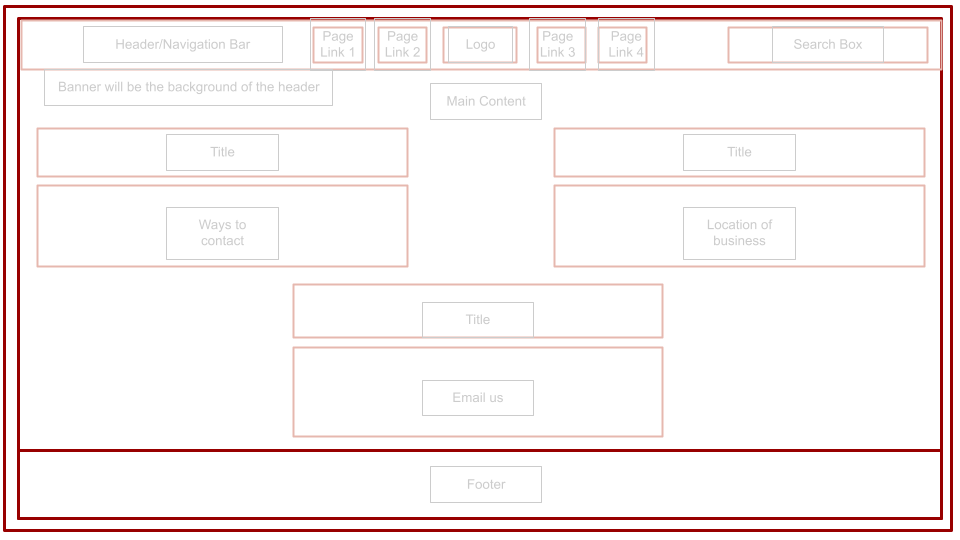 Header/Navigation Bar
Page
Link 1
Page
Link 2
Logo
Page
Link 3
Page
Link 4
Search Box
Banner will be the background of the header
Main Content
Title
Title
Ways to
contact
Location of
business
Title
Email us
Footer